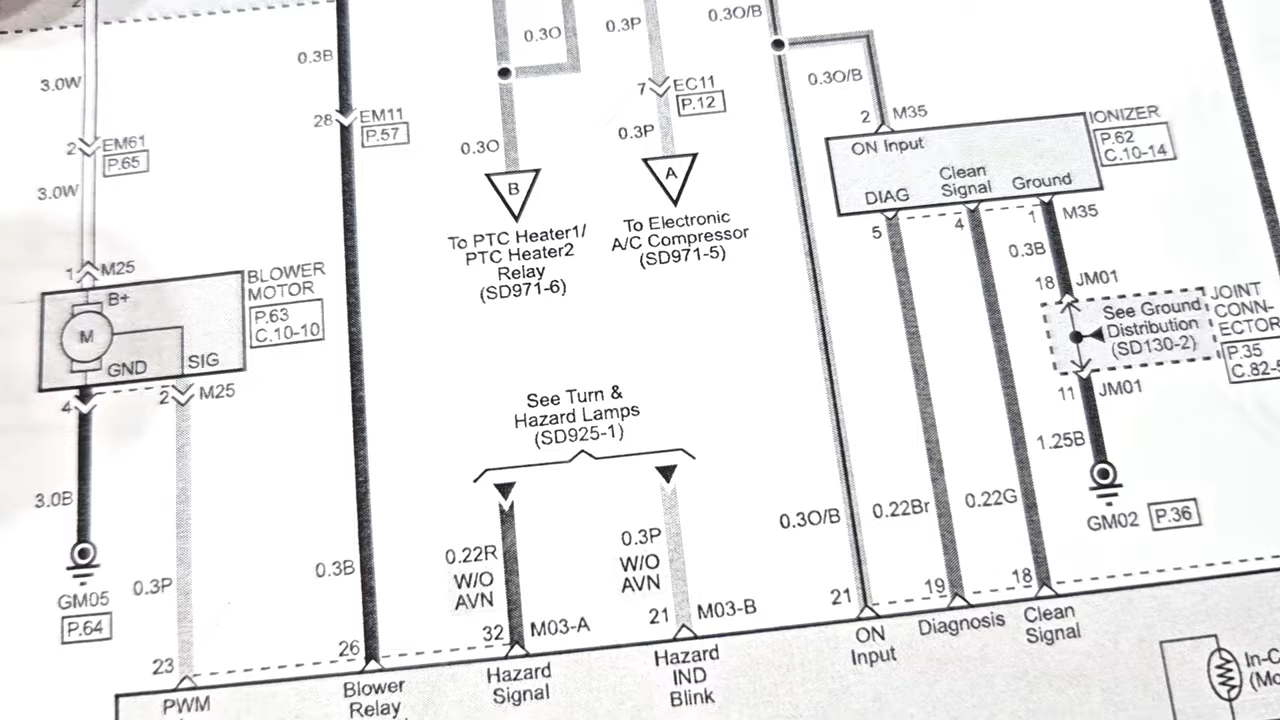 2
3.0W
2
EM61
P.65
3.0W
1
M25
B+
M
GND
SIG
BLOWER
MOTOR
P.63
C.10-10
4
2
M25
3.0B
GM05
P.64
0.3P
23
PWM
0.3B
28
EM11
P.57
0.3B
26
Blower
Relay
0.3O
0.3O
B
To PTC Heater1/
PTC Heater2
Relay
(SD971-6)
0.3P
7
EC11
P.12
0.3P
A
To Electronic
A/C Compressor
(SD971-5)
See Turn &
Hazard Lamps
(SD925-1)
0.22R
W/O
AVN
32
M03-A
Hazard
Signal
0.3P
W/O
AVN
21
M03-B
Hazard
IND
Blink
0.3O/B
0.3O/B
2
M35
ON Input
DIAG
Clean
Signal
Ground
IONIZER
P.62
C.10-14
5
4
1
M35
0.3B
18
JM01
See Ground
Distribution
(SD130-2)
JOINT
CONN-
ECTOR
P.35
C.82-
11
JM01
1.25B
GM02
P.36
0.3O/B
21
ON
Input
0.22Br
19
Diagnosis
0.22G
18
Clean
Signal
In-C
(Mo